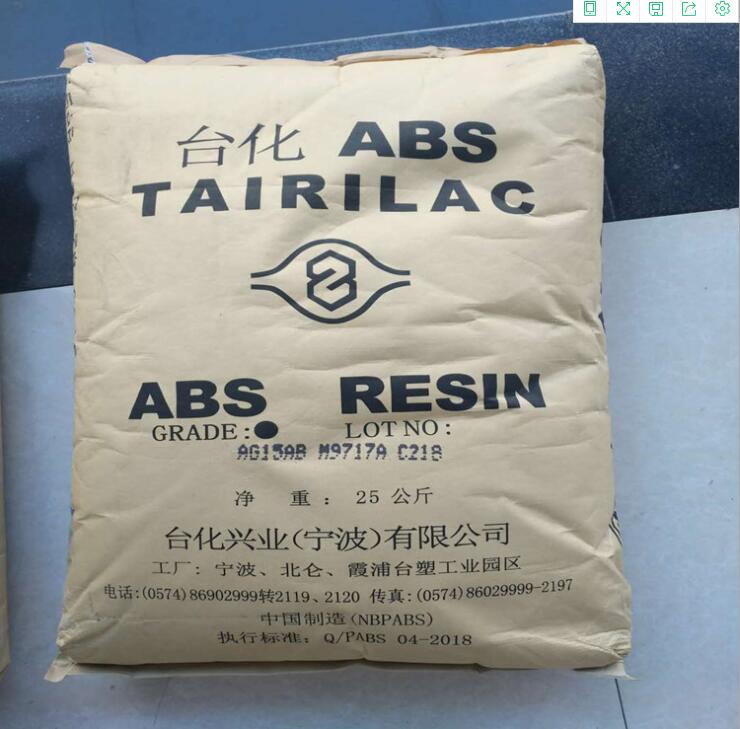 台化 ABS
TAIRILAC
ABS RESIN
GRADE:● LOT NO:
AG15AB M9717A C218
净 重: 25公斤
台化兴业(宁波)有限公司
工厂: 宁波、北仑、霞浦台塑工业园区
电话:(0574)86902999转2119、2120 传真:(0574)86029999-2197
中国制造(NBPABS)
执行标准: Q/PABS 04-2018